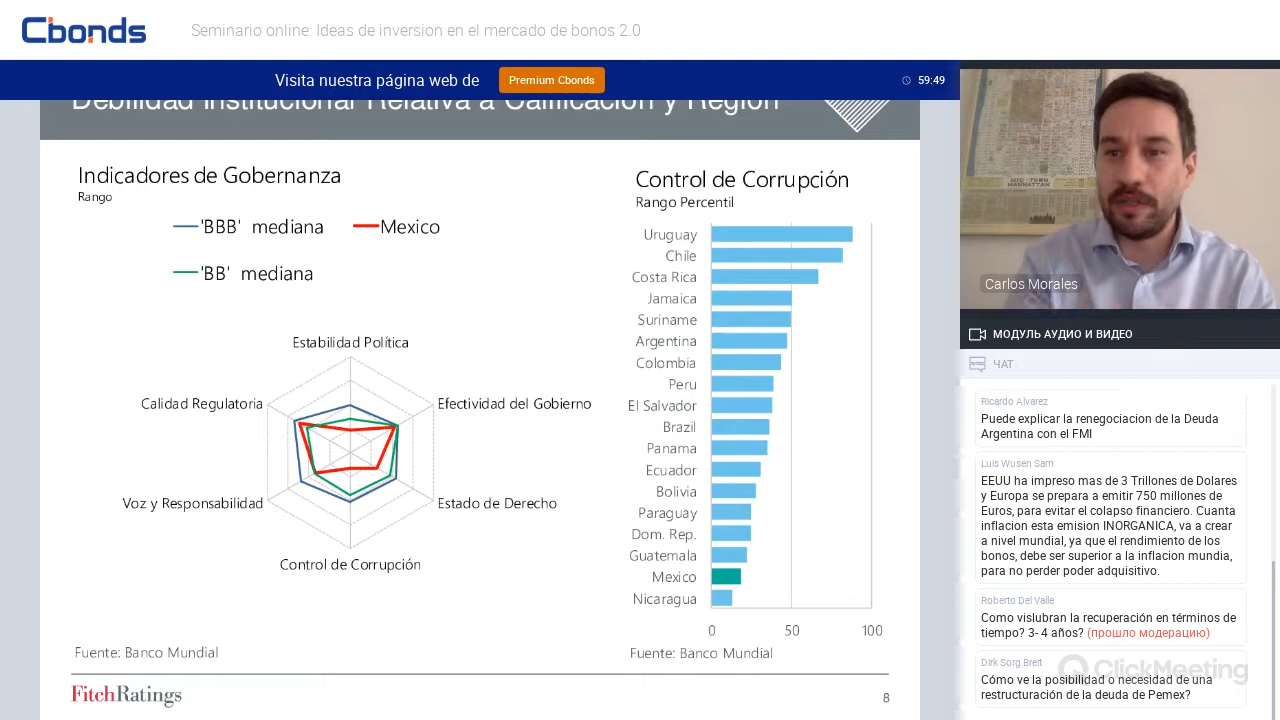 Cbonds
Seminario online: Ideas de inversion en el mercado de bonos 2.0
Visita nuestra página web de
Premium Cbonds
59:49
Debilidad Institucional Relativa a Calificación y Región
Indicadores de Gobernanza
Rango
'BBB' mediana
Mexico
'BB' mediana
Estabilidad Política
Calidad Regulatoria
Efectividad del Gobierno
Voz y Responsabilidad
Estado de Derecho
Control de Corrupción
Fuente: Banco Mundial
Control de Corrupción
Rango Percentil
Uruguay
Chile
Costa Rica
Jamaica
Suriname
Argentina
Colombia
Peru
El Salvador
Brazil
Panama
Ecuador
Bolivia
Paraguay
Dom. Rep.
Guatemala
Mexico
Nicaragua
0 50 100
Fuente: Banco Mundial
FitchRatings
8
MID-TOWN
MANHATTAN
Carlos Morales
МОДУЛЬ АУДИО И ВИДЕО
ЧАТ
Ricardo Alvarez
Puede explicar la renegociacion de la Deuda
Argentina con el FMI
Luis Wusen Sam
EEUU ha impreso mas de 3 Trillones de Dolares
y Europa se prepara a emitir 750 millones de
Euros, para evitar el colapso financiero. Cuanta
inflacion esta emision INORGANICA, va a crear
a nivel mundial, ya que el rendimiento de los
bonos, debe ser superior a la inflacion mundia,
para no perder poder adquisitivo.
Roberto Del Valle
Como vislubran la recuperación en términos de
tiempo? 3- 4 años? (прошло модерацию)
Dirk Sorg Breit
Cómo ve la posibilidad o necesidad de una
restructuración de la deuda de Pemex?
ClickMeeting